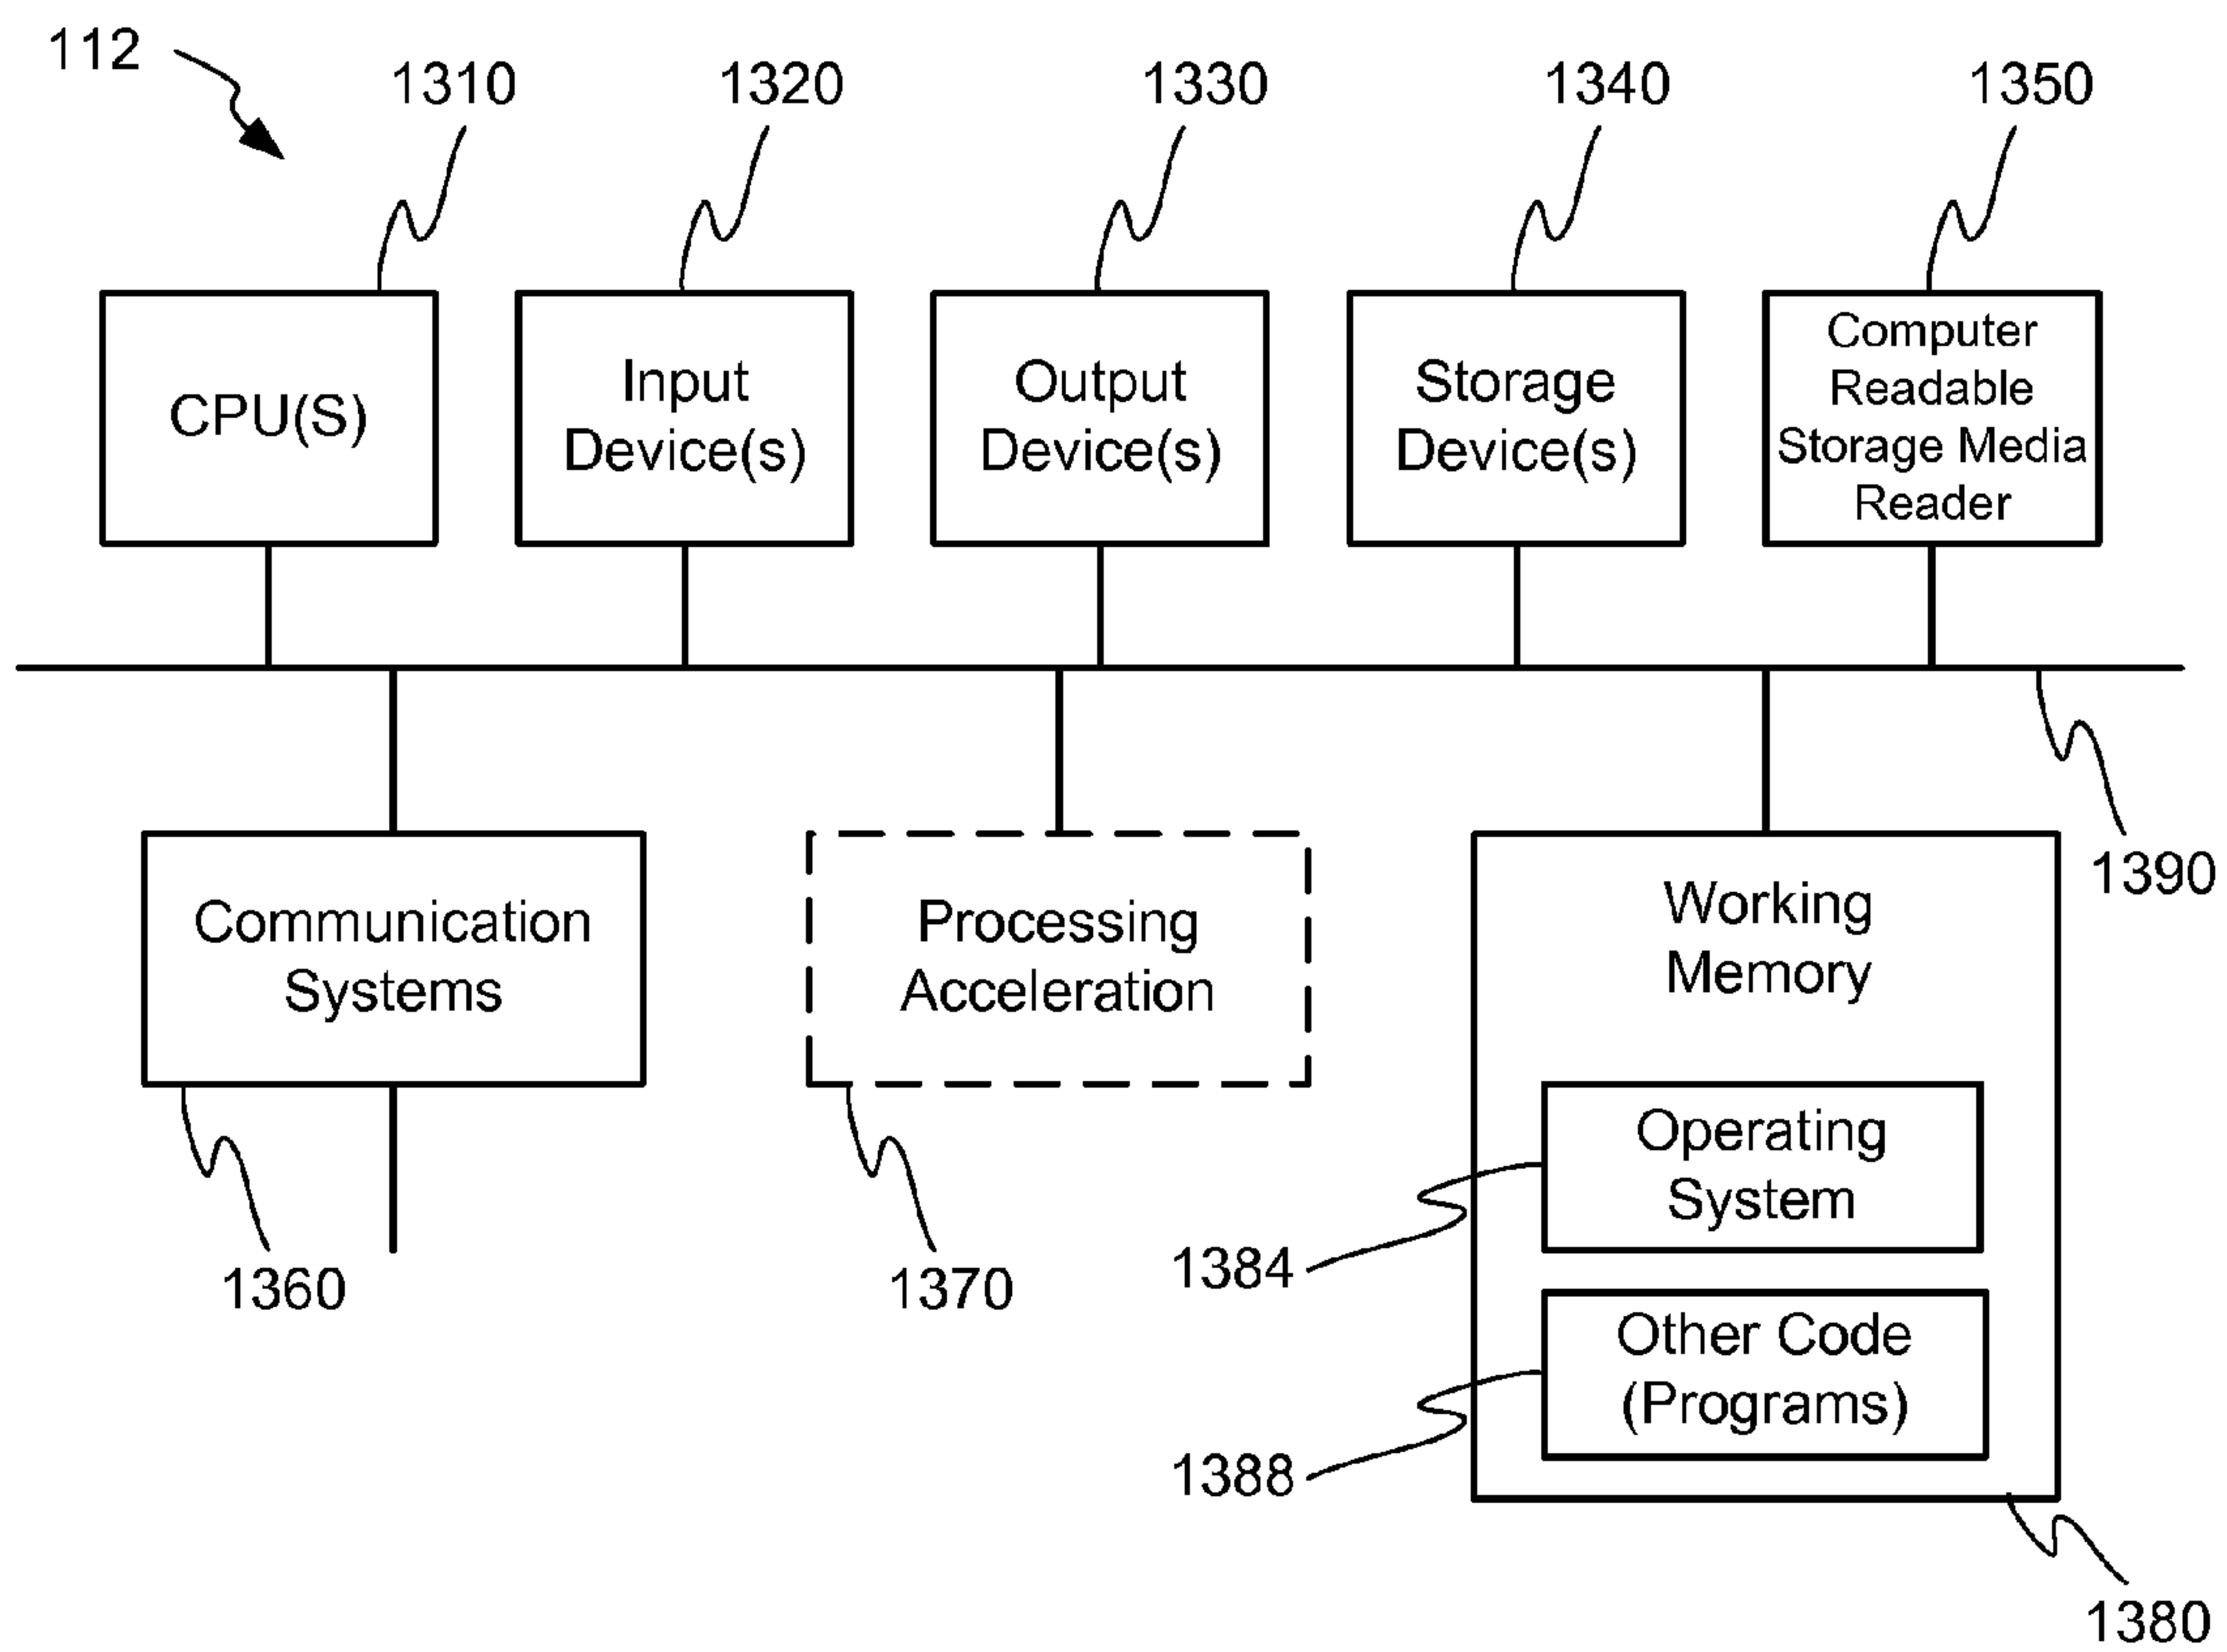 112
1310
1320
1330
1340
1350
CPU(S)
Input
Device(s)
Output
Device(s)
Storage
Device(s)
Computer
Readable
Storage Media
Reader
1390
Communication
Systems
Processing
Acceleration
Working
Memory
Operating
System
1384
1360
1370
Other Code
(Programs)
1388
1380